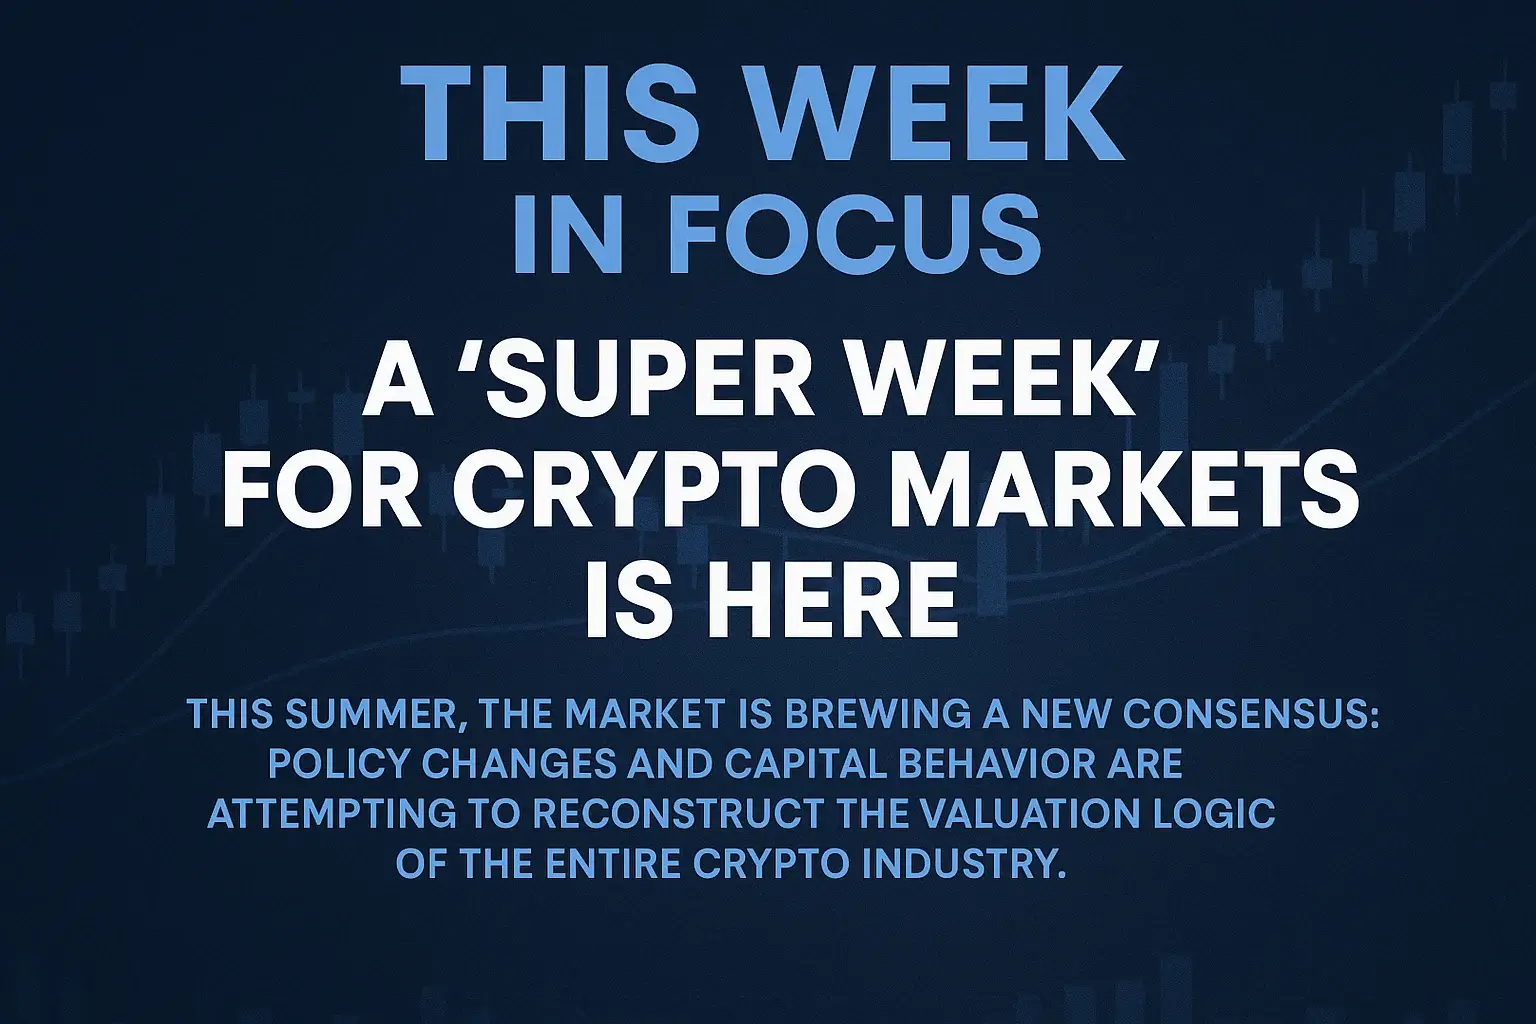 THIS WEEK
IN FOCUS
A ‘SUPER WEEK’
FOR CRYPTO MARKETS
IS HERE
THIS SUMMER, THE MARKET IS BREWING A NEW CONSENSUS:
POLICY CHANGES AND CAPITAL BEHAVIOR ARE
ATTEMPTING TO RECONSTRUCT THE VALUATION LOGIC
OF THE ENTIRE CRYPTO INDUSTRY.